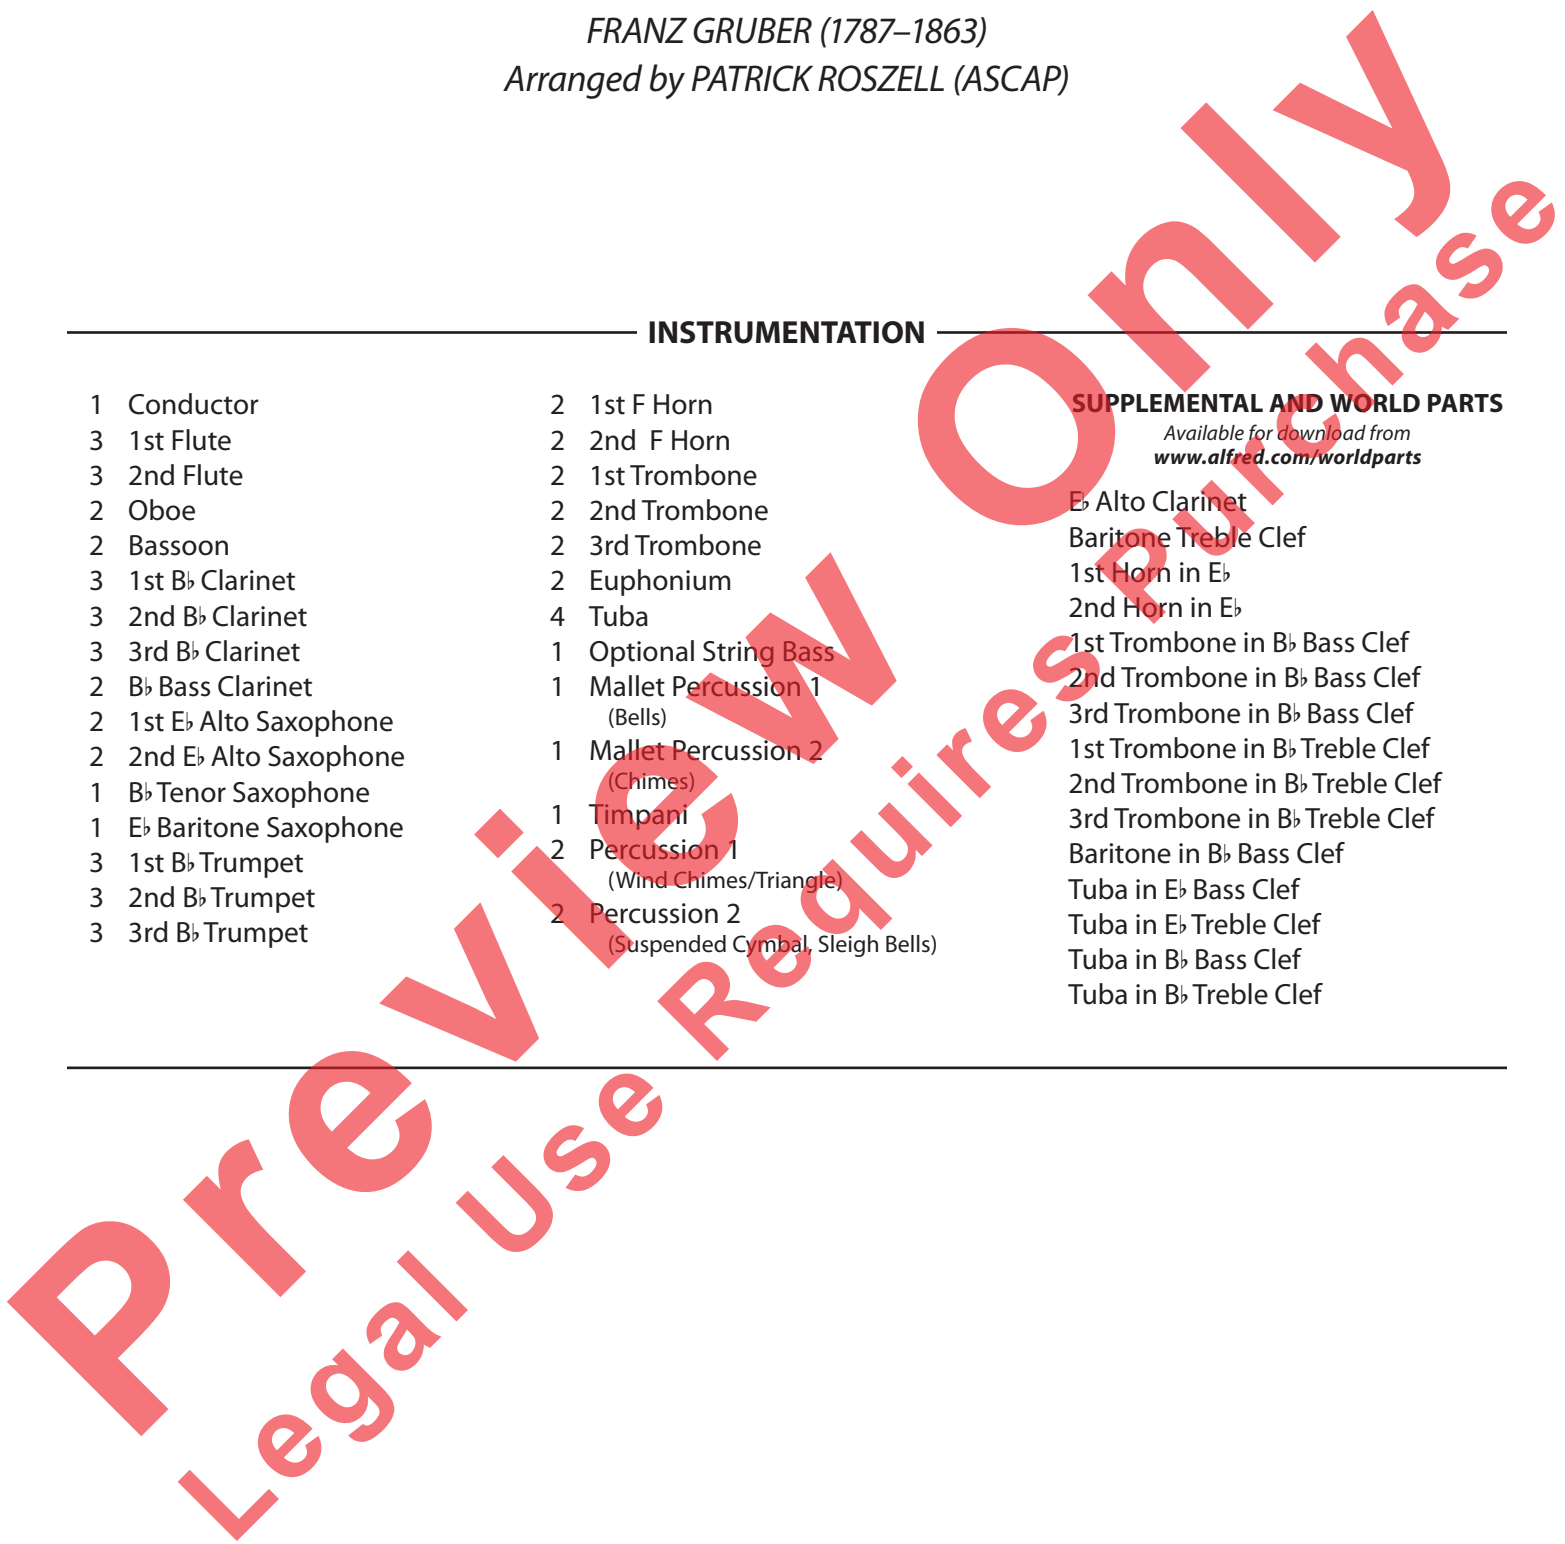 FRANZ GRUBER (1787–1863)
Arranged by PATRICK ROSZELL (ASCAP)
INSTRUMENTATION
1 Conductor
3 1st Flute
3 2nd Flute
2 Oboe
2 Bassoon
3 1st B♭ Clarinet
3 2nd B♭ Clarinet
3 3rd B♭ Clarinet
2 B♭ Bass Clarinet
2 1st E♭ Alto Saxophone
2 2nd E♭ Alto Saxophone
1 B♭ Tenor Saxophone
1 E♭ Baritone Saxophone
3 1st B♭ Trumpet
3 2nd B♭ Trumpet
3 3rd B♭ Trumpet
2 1st F Horn
2 2nd F Horn
2 1st Trombone
2 2nd Trombone
2 3rd Trombone
2 Euphonium
4 Tuba
1 Optional String Bass
1 Mallet Percussion 1
(Bells)
1 Mallet Percussion 2
(Chimes)
1 Timpani
2 Percussion 1
(Wind Chimes/Triangle)
2 Percussion 2
(Suspended Cymbal, Sleigh Bells)
SUPPLEMENTAL AND WORLD PARTS
Available for download from
www.alfred.com/worldparts
E♭ Alto Clarinet
Baritone Treble Clef
1st Horn in E♭
2nd Horn in E♭
1st Trombone in B♭ Bass Clef
2nd Trombone in B♭ Bass Clef
3rd Trombone in B♭ Bass Clef
1st Trombone in B♭ Treble Clef
2nd Trombone in B♭ Treble Clef
3rd Trombone in B♭ Treble Clef
Baritone in B♭ Bass Clef
Tuba in E♭ Bass Clef
Tuba in E♭ Treble Clef
Tuba in B♭ Bass Clef
Tuba in B♭ Treble Clef
Preview Only
Legal Use Requires Purchase